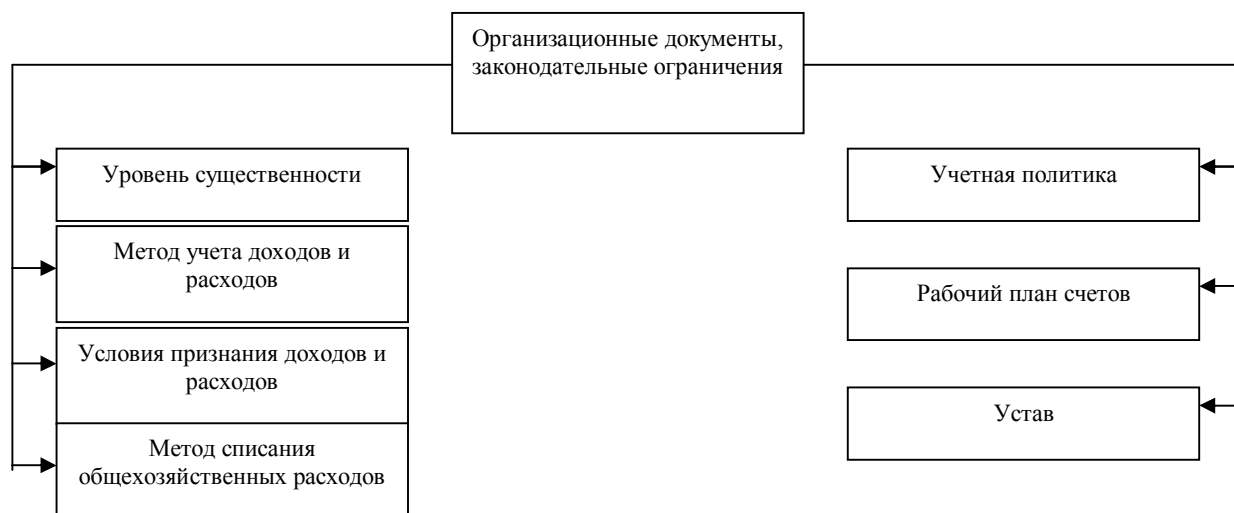 Организационные документы,
законодательные ограничения
Уровень существенности
Метод учета доходов и
расходов
Условия признания доходов и
расходов
Метод списания
общехозяйственных расходов
Учетная политика
Рабочий план счетов
Устав